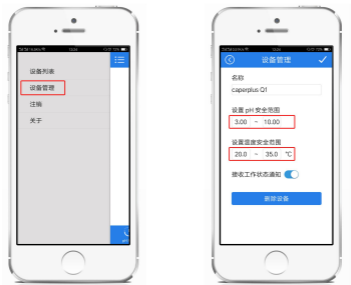 设备列表
设备管理
注销
关于
设备管理
名称
caperplus Q1
设置 pH 安全范围
3.00 ~ 10.00
设置温度安全范围
20.0 ~ 35.0 ℃
接收工作状态通知
删除设备